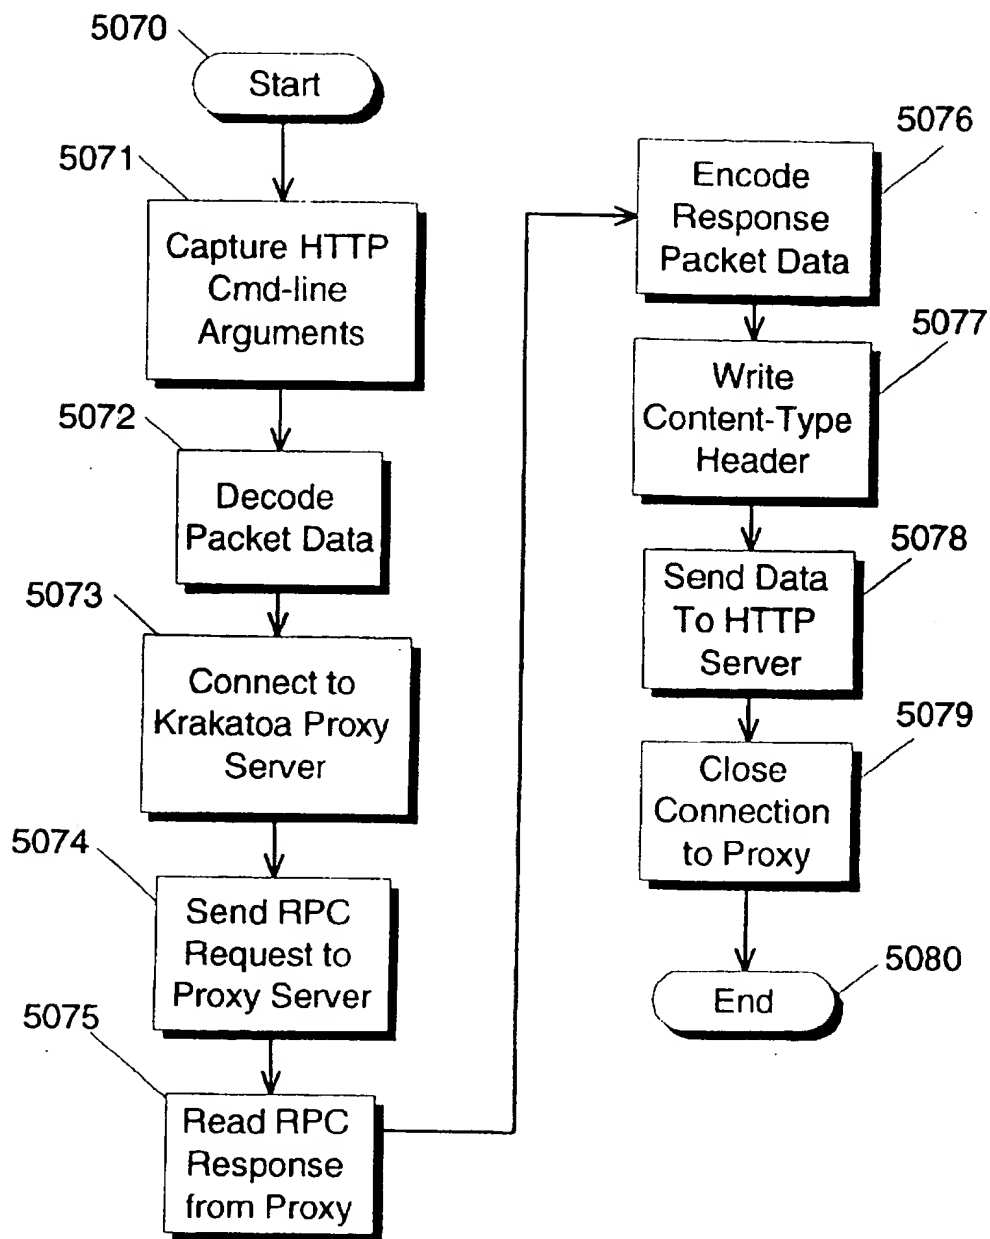 5070
Start
5071
Capture HTTP
Cmd-line
Arguments
5072
Decode
Packet Data
5073
Connect to
Krakatoa Proxy
Server
5074
Send RPC
Request to
Proxy Server
5075
Read RPC
Response
from Proxy
5076
Encode
Response
Packet Data
5077
Write
Content-Type
Header
5078
Send Data
To HTTP
Server
5079
Close
Connection
to Proxy
5080
End